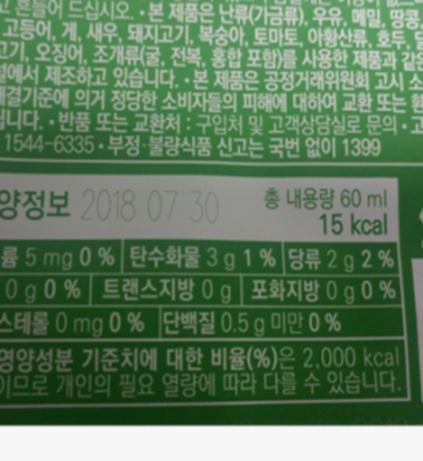 고 흔들어 드십시오. • 본 제품은 난류(가금류), 우유, 메밀, 땅콩
고등어, 게, 새우, 돼지고기, 복숭아, 토마토, 아황산류, 호두, 닭
고기, 오징어, 조개류(굴, 전복, 홍합 포함)를 사용한 제품과 같은
설에서 제조하고 있습니다. • 본 제품은 공정거래위원회 고시 소
해결기준에 의거 정당한 소비자들의 피해에 대하여 교환 또는 환
립니다. • 반품 또는 교환처 : 구입처 및 고객상담실로 문의 • 고
1544-6335 • 부정·불량식품 신고는 국번 없이 1399
양정보 2018 07 30 총 내용량 60 ml
15 kcal
륨 5 mg 0 % 탄수화물 3 g 1 % 당류 2 g 2 %
0 g 0 % 트랜스지방 0 g 포화지방 0 g 0 %
스테롤 0 mg 0 % 단백질 0.5 g 미만 0 %
영양성분 기준치에 대한 비율(%)은 2,000 kcal
이므로 개인의 필요 열량에 따라 다를 수 있습니다.